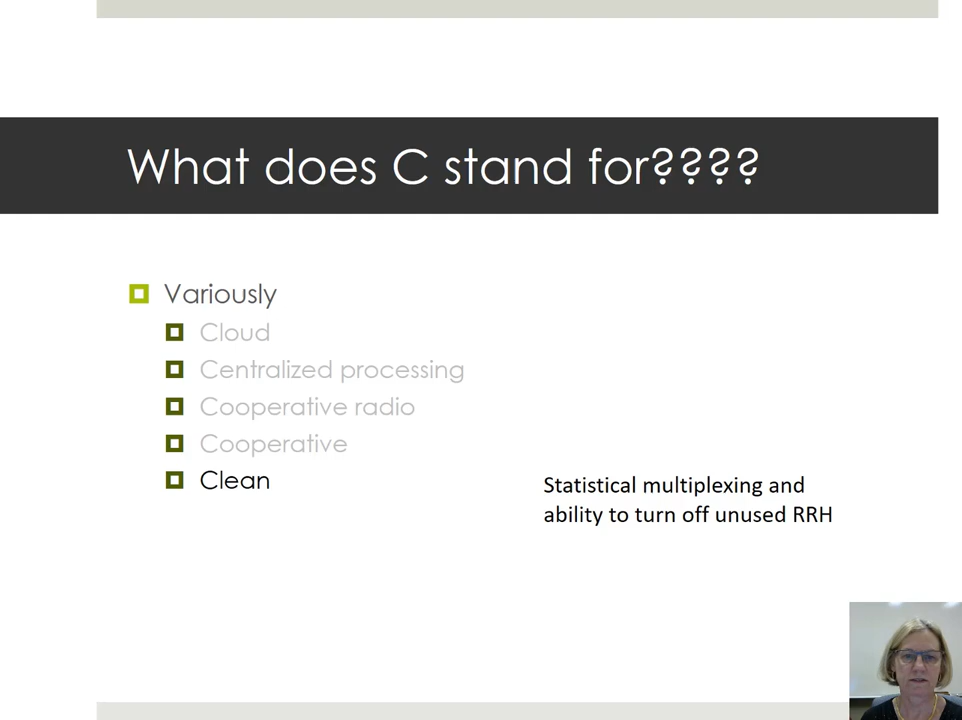 What does C stand for????
Variously
Cloud
Centralized processing
Cooperative radio
Cooperative
Clean
Statistical multiplexing and
ability to turn off unused RRH